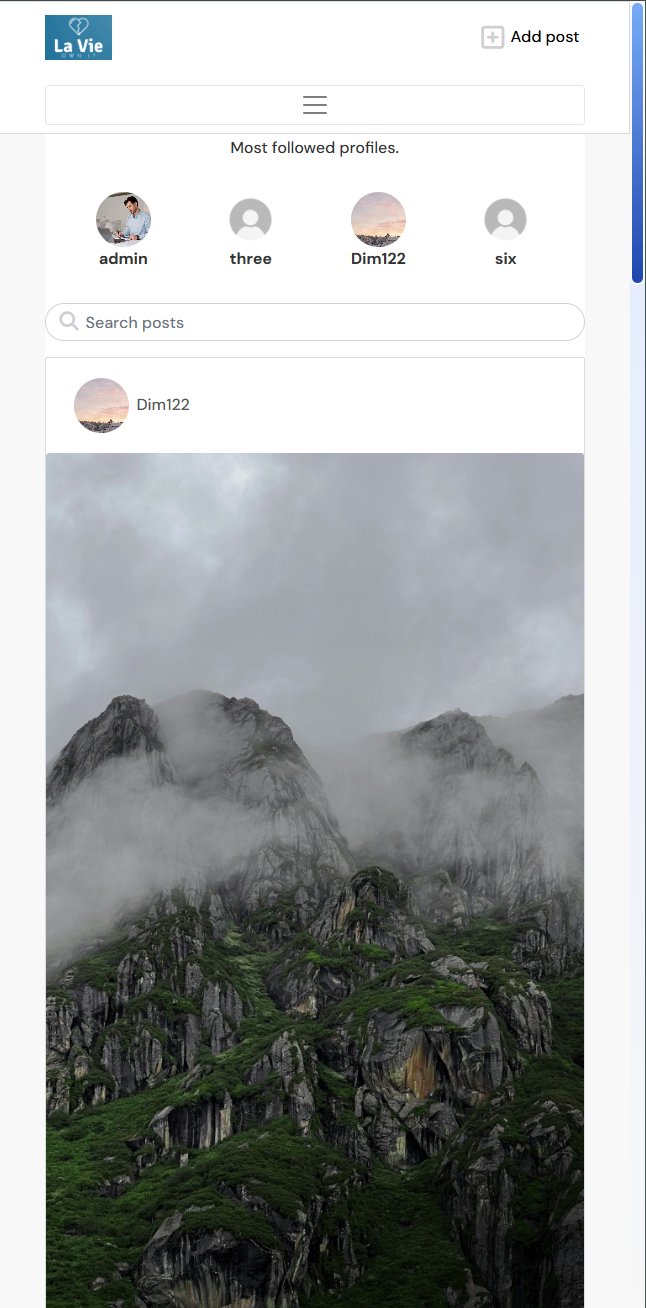 La Vie
OWN IT
Add post
Most followed profiles.
admin three Dim122 six
Search posts
Dim122